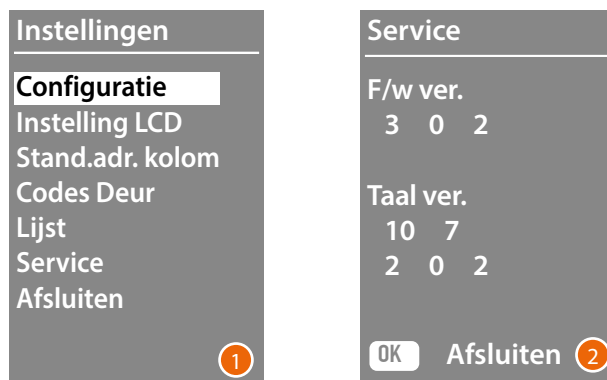 Instellingen
Configuratie
Instelling LCD
Stand.adr. kolom
Codes Deur
Lijst
Service
Afsluiten
1
Service
F/w ver.
3 0 2
Taal ver.
10 7
2 0 2
OK Afsluiten 2